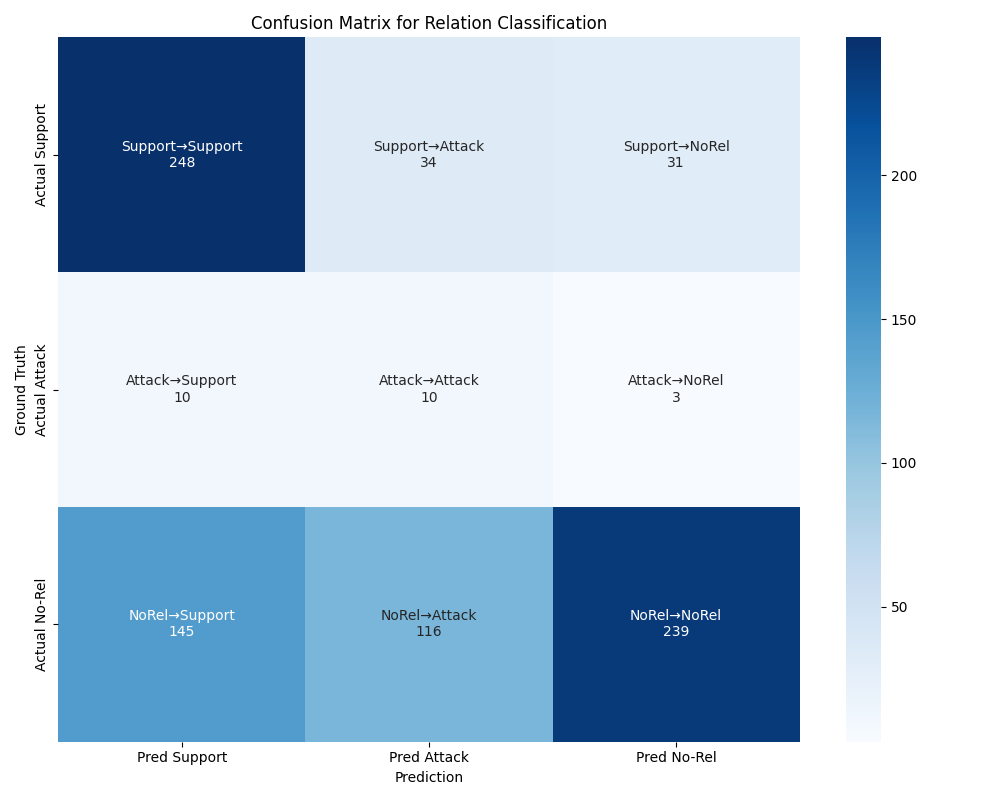 Confusion Matrix for Relation Classification
Ground Truth
Actual Support
Support→Support
248
Support→Attack
34
Support→NoRel
31
Actual Attack
Attack→Support
10
Attack→Attack
10
Attack→NoRel
3
Actual No-Rel
NoRel→Support
145
NoRel→Attack
116
NoRel→NoRel
239
Pred Support
Pred Attack
Pred No-Rel
Prediction
200
150
100
50